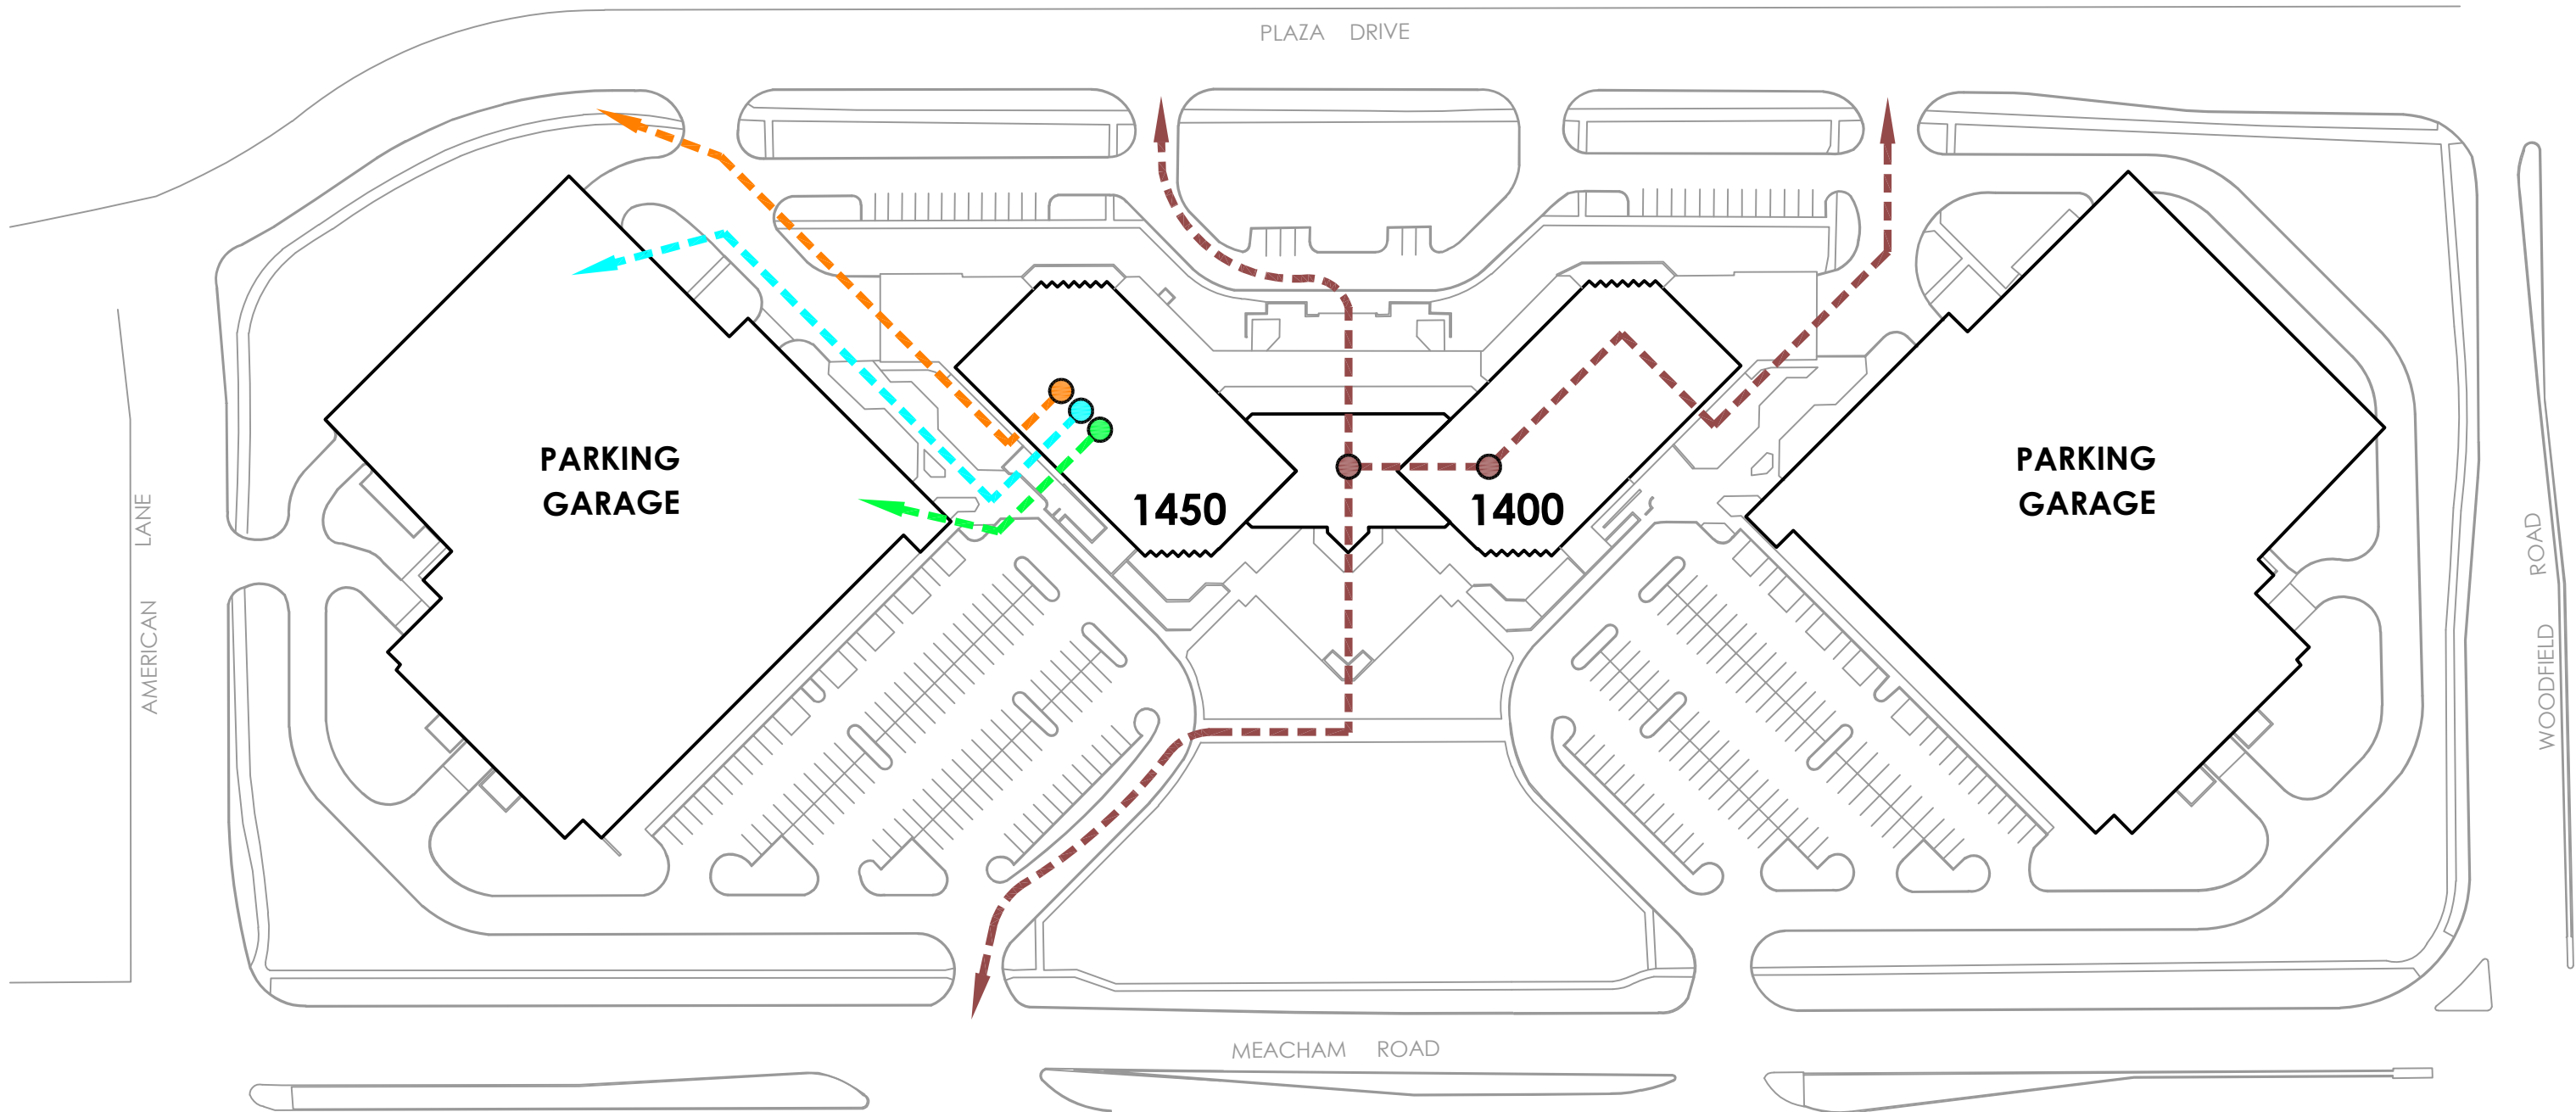 PLAZA DRIVE
PARKING
GARAGE
1450
1400
PARKING
GARAGE
AMERICAN LANE
WOODFIELD ROAD
MEACHAM ROAD